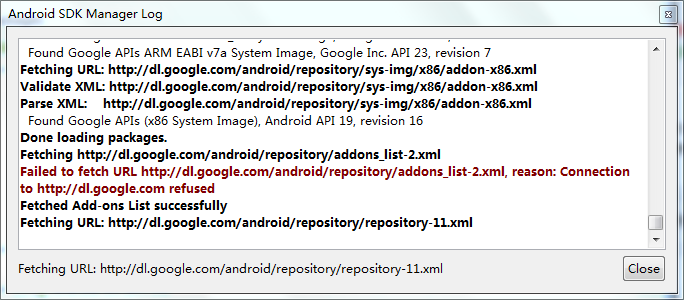 Android SDK Manager Log
Found Google APIs ARM EABI v7a System Image, Google Inc. API 23, revision 7
Fetching URL: http://dl.google.com/android/repository/sys-img/x86/addon-x86.xml
Validate XML: http://dl.google.com/android/repository/sys-img/x86/addon-x86.xml
Parse XML: http://dl.google.com/android/repository/sys-img/x86/addon-x86.xml
Found Google APIs (x86 System Image), Android API 19, revision 16
Done loading packages.
Fetching http://dl.google.com/android/repository/addons_list-2.xml
Failed to fetch URL http://dl.google.com/android/repository/addons_list-2.xml, reason: Connection
to http://dl.google.com refused
Fetched Add-ons List successfully
Fetching URL: http://dl.google.com/android/repository/repository-11.xml
Fetching URL: http://dl.google.com/android/repository/repository-11.xml
Close